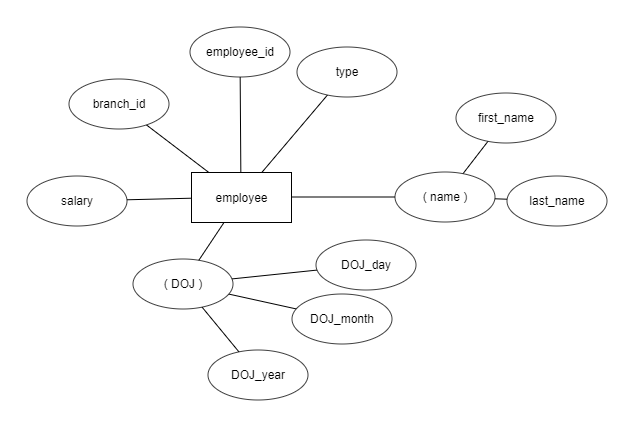 employee_id
type
branch_id
first_name
salary
employee
( name )
last_name
( DOJ )
DOJ_day
DOJ_month
DOJ_year